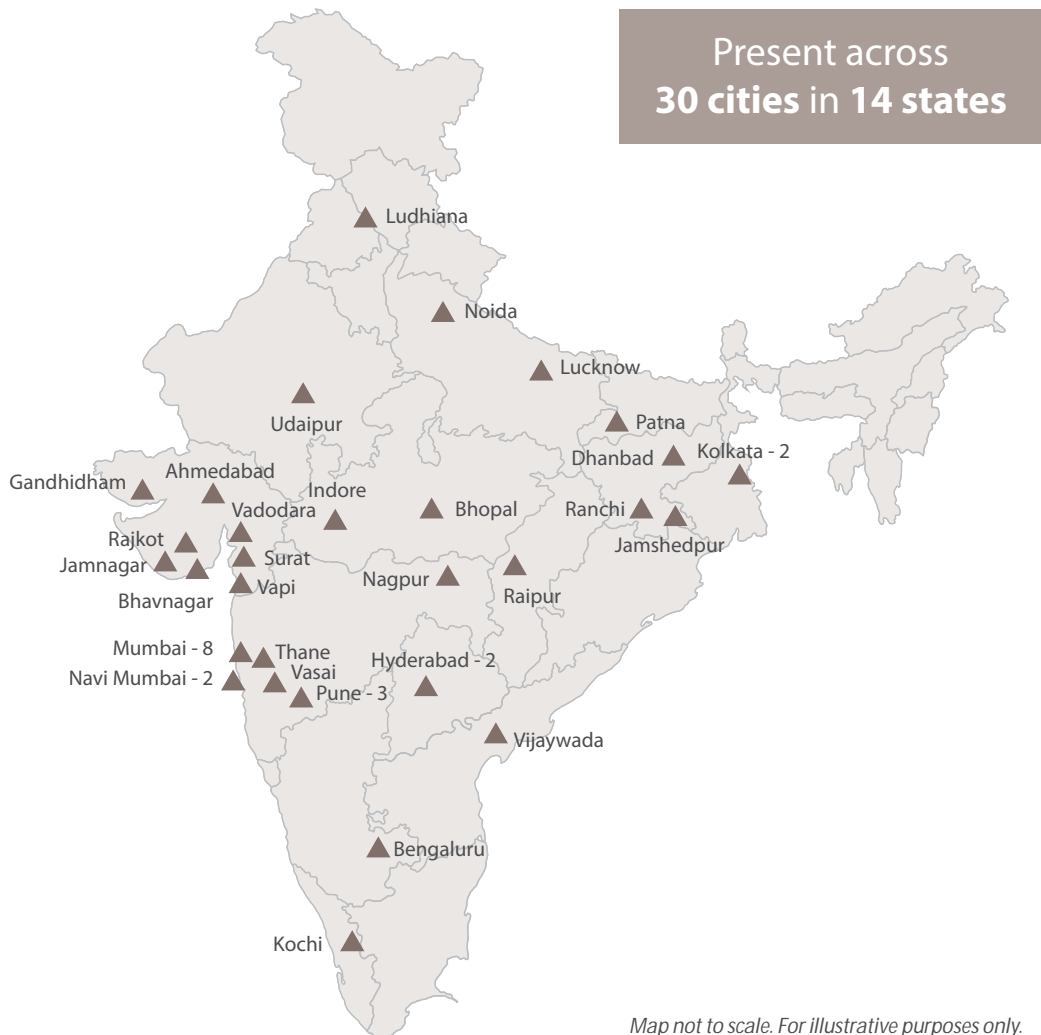 Present across
30 cities in 14 states
Ludhiana
Noida
Lucknow
Udaipur
Patna
Dhanbad
Kolkata - 2
Gandhidham
Ahmedabad
Vadodara
Indore
Bhopal
Ranchi
Jamshedpur
Rajkot
Jamnagar
Bhavnagar
Surat
Vapi
Nagpur
Raipur
Mumbai - 8
Thane
Navi Mumbai - 2
Vasai
Pune - 3
Hyderabad - 2
Vijaywada
Bengaluru
Kochi
Map not to scale. For illustrative purposes only.